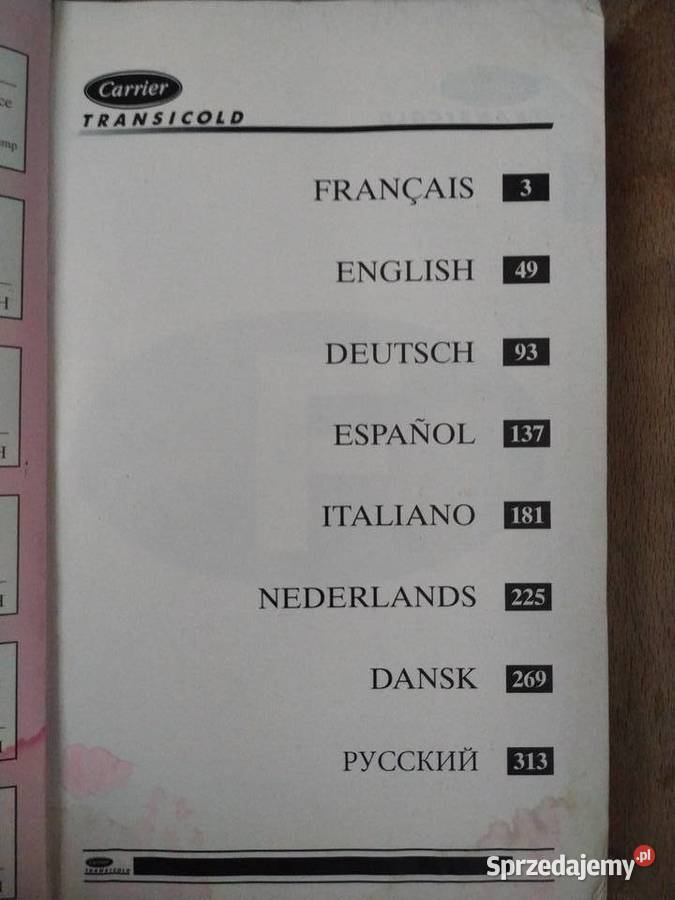 Carrier
TRANSICOLD
FRANÇAIS 3
ENGLISH 49
DEUTSCH 93
ESPAÑOL 137
ITALIANO 181
NEDERLANDS 225
DANSK 269
РУССКИЙ 313
TRANSICOLD
Sprzedajemy.pl